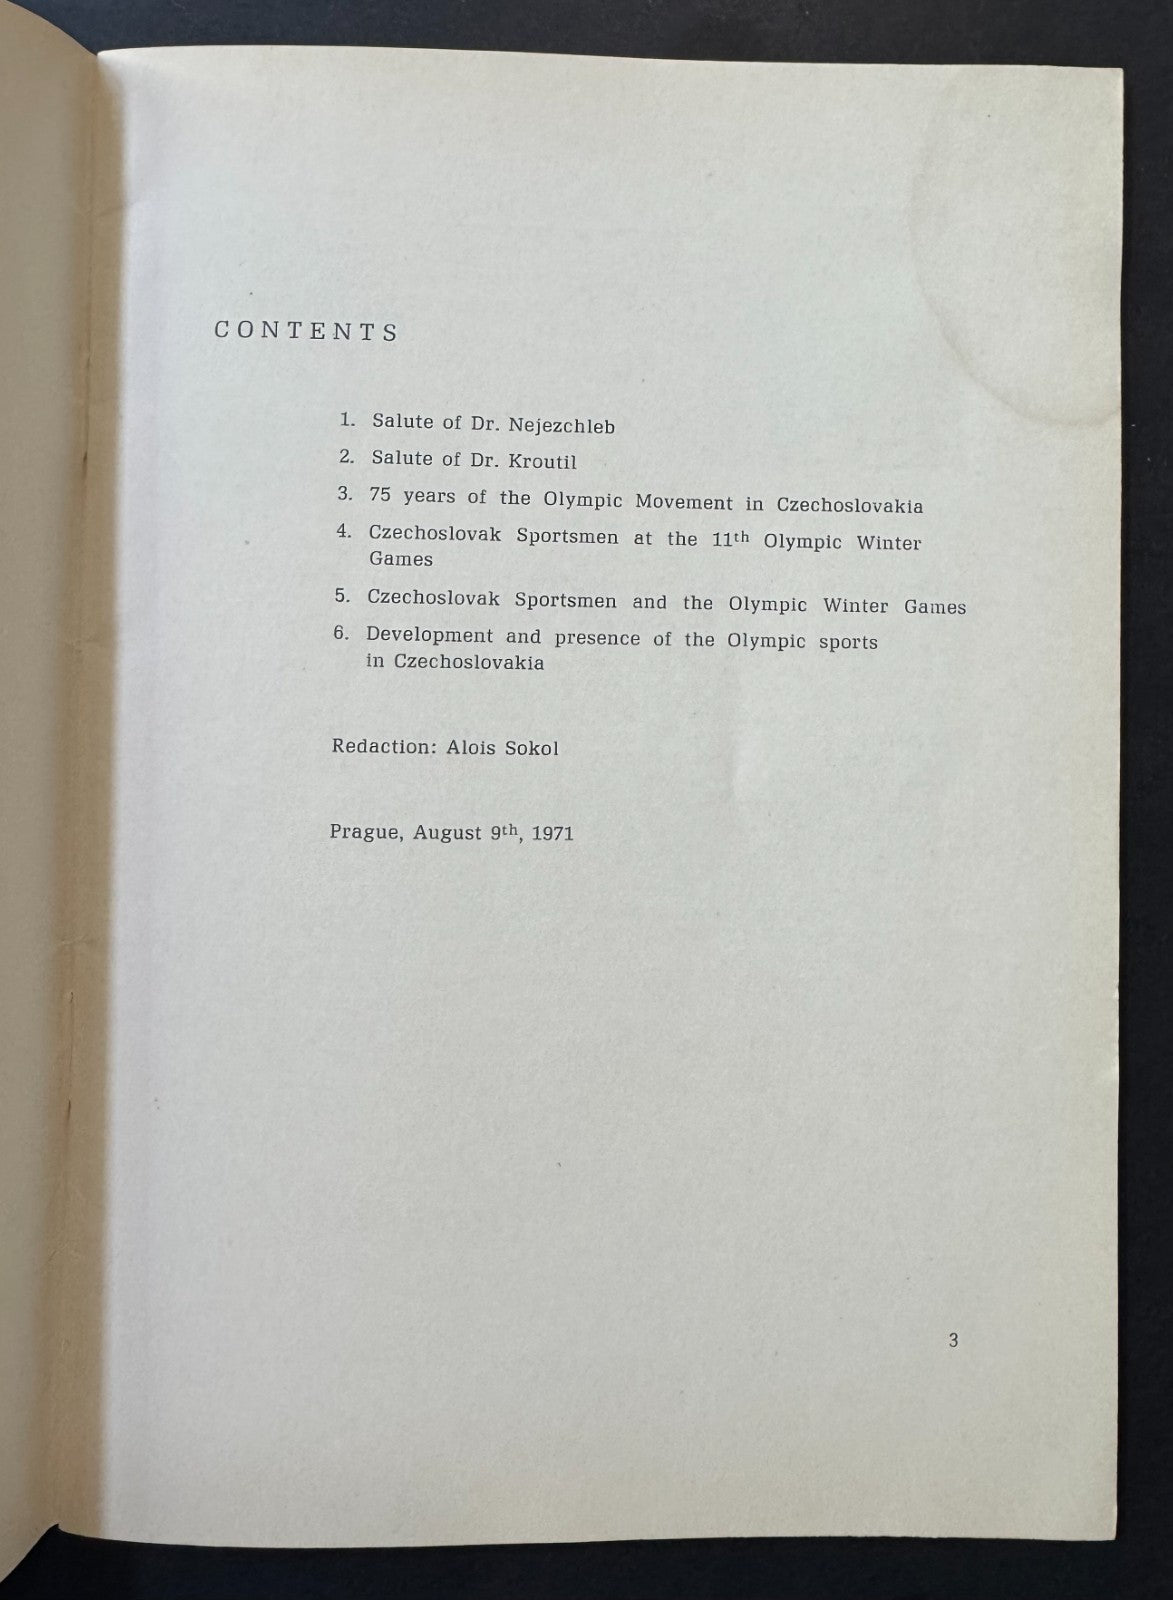 CONTENTS
1. Salute of Dr. Nejezchleb
2. Salute of Dr. Kroutil
3. 75 years of the Olympic Movement in Czechoslovakia
4. Czechoslovak Sportsmen at the 11th Olympic Winter
Games
5. Czechoslovak Sportsmen and the Olympic Winter Games
6. Development and presence of the Olympic sports
in Czechoslovakia
Redaction: Alois Sokol
Prague, August 9th, 1971
3